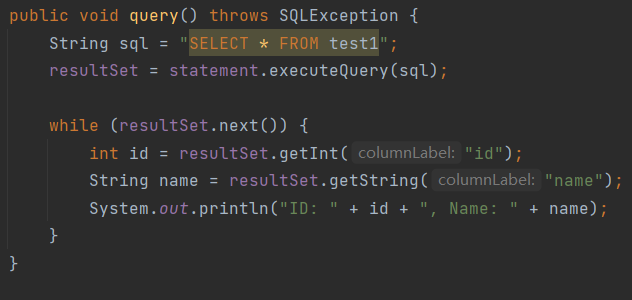 public void query() throws SQLException {
    String sql = "SELECT * FROM test1";
    resultSet = statement.executeQuery(sql);

    while (resultSet.next()) {
        int id = resultSet.getInt( columnLabel: "id");
        String name = resultSet.getString( columnLabel: "name");
        System.out.println("ID: " + id + ", Name: " + name);
    }
}